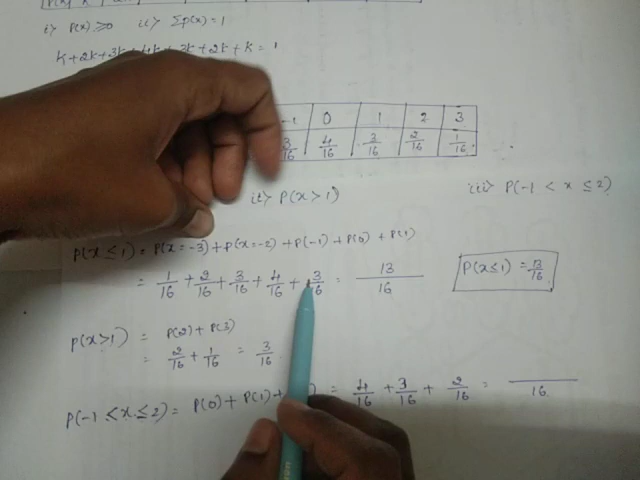 i> P(x) ≥0 ii> Σp(x) = 1
k+2k+3k+4k+3k+2k+k = 1
-1 0 1 2 3
3/16 4/16 3/16 2/16 1/16
ii> P(x>1) iii> P(-1 < x ≤ 2)
P(x ≤ 1) = P(x = -3) + P(x = -2) + P(-1) + P(0) + P(1)
= 1/16 + 2/16 + 3/16 + 4/16 + 3/16 = 13/16 P(x≤1) = 13/16
P(x>1) = P(2) + P(3)
= 2/16 + 1/16 = 3/16
P(-1 < x ≤ 2) = P(0) + P(1) + = 4/16 + 3/16 + 2/16 = /16